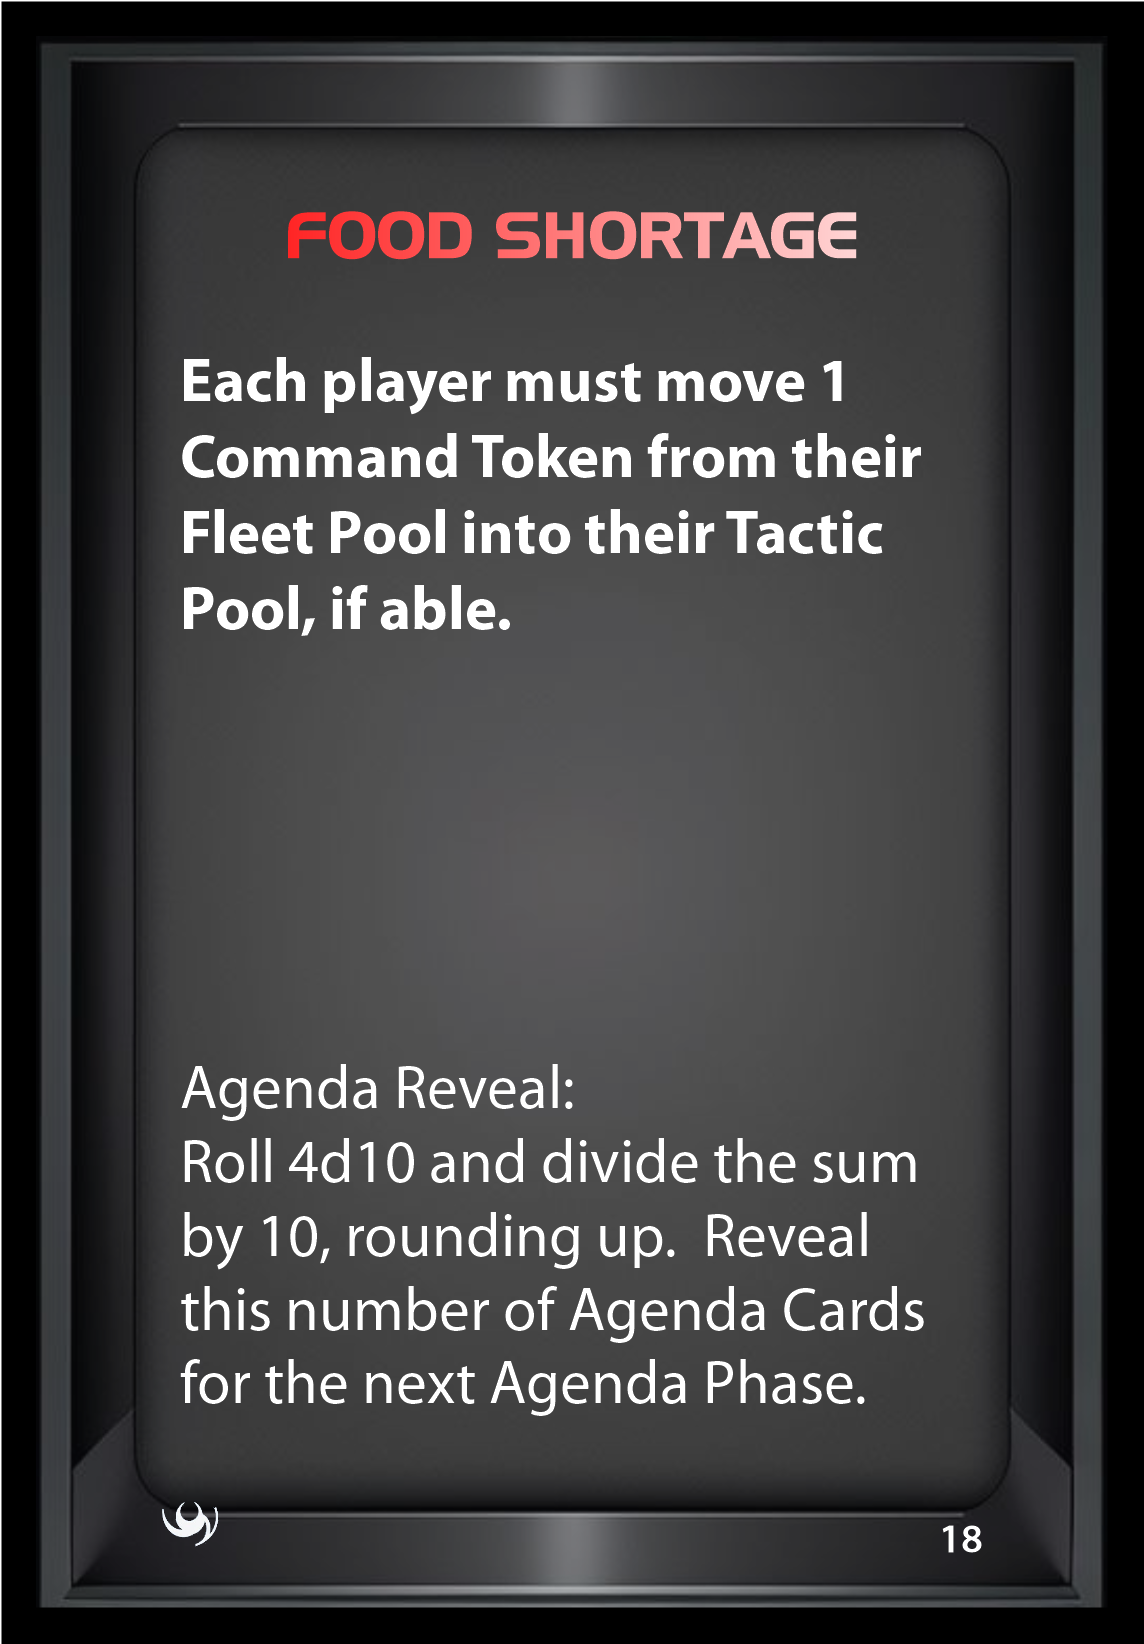 FOOD SHORTAGE
Each player must move 1
Command Token from their
Fleet Pool into their Tactic
Pool, if able.
Agenda Reveal:
Roll 4d10 and divide the sum
by 10, rounding up.  Reveal
this number of Agenda Cards
for the next Agenda Phase.
18